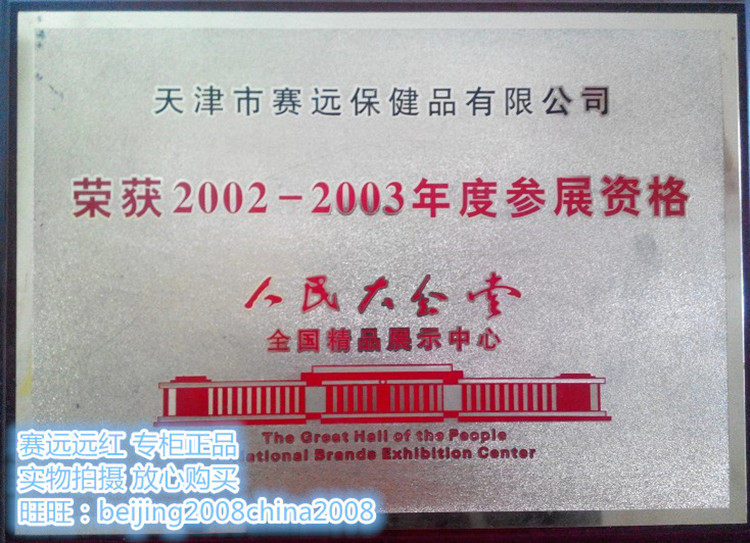 天津市赛远保健品有限公司
荣获2002-2003年度参展资格
人民大会堂
全国精品展示中心
The Great Hall of the People
ational Brands Exhibition Center
赛远远红 专柜正品
实物拍摄 放心购买
旺旺：beijing2008china2008